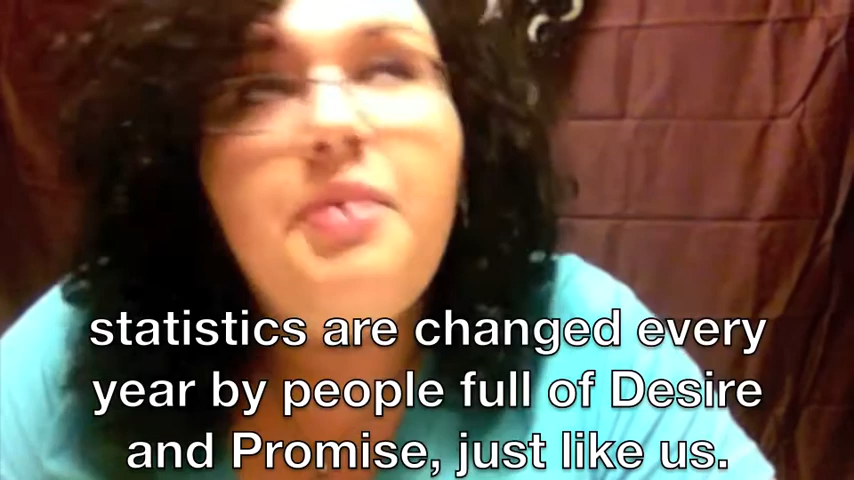 statistics are changed every
year by people full of Desire
and Promise, just like us.